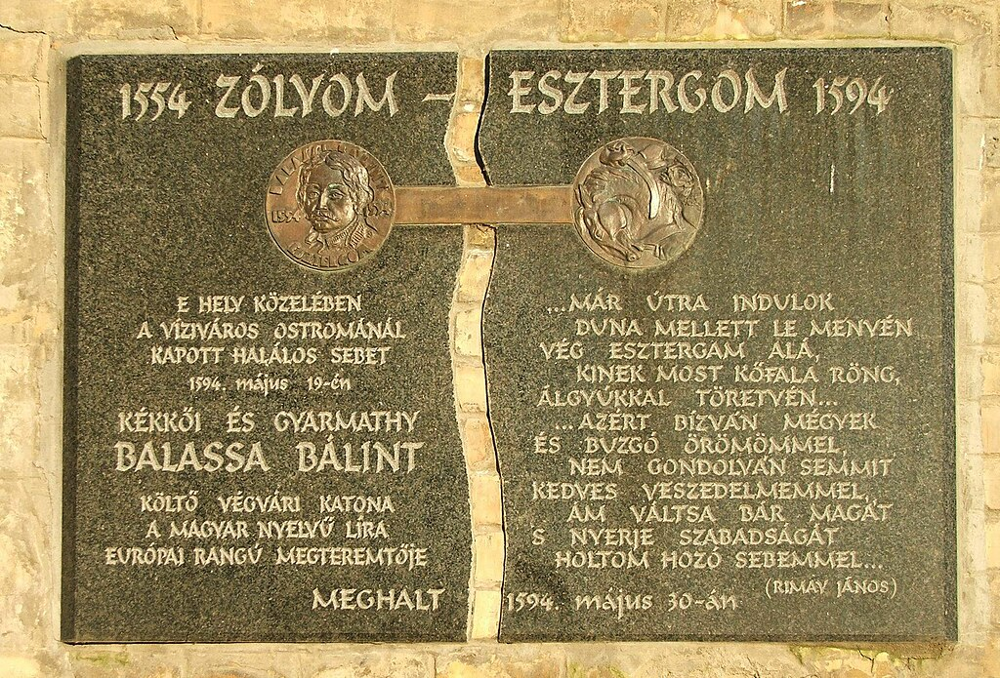 1554 ZÓLYOM – ESZTERGOM 1594
BALASSI BÁLINT
1554 1594
ESZTERGOM
E HELY KÖZELÉBEN
A VÍZIVÁROS OSTROMÁNÁL
KAPOTT HALÁLOS SEBET
1594. május 19-én
KÉKKŐI ÉS GYARMATHY
BALASSA BÁLINT
KÖLTŐ VÉGVÁRI KATONA
A MAGYAR NYELVŰ LÍRA
EURÓPAI RANGÚ MEGTEREMTŐJE
MEGHALT 1594. május 30-án
...MÁR ÚTRA INDULOK
DUNA MELLETT LE MENVÉN
VÉG ESZTERGAM ALÁ,
KINEK MOST KŐFALA RÖNG,
ÁLGYÚKKAL TÖRETVÉN...
...AZÉRT BÍZVÁN MÉGYEK
ÉS BUZGÓ ÖRÖMÖMMEL,
NEM GONDOLVÁN SEMMIT
KEDVES VESZEDELMEMMEL,
ÁM VÁLTSA BÁR MAGÁT
'S NYERJE SZABADSÁGÁT
HOLTOM HOZÓ SEBEMMEL...
(RIMAY JÁNOS)